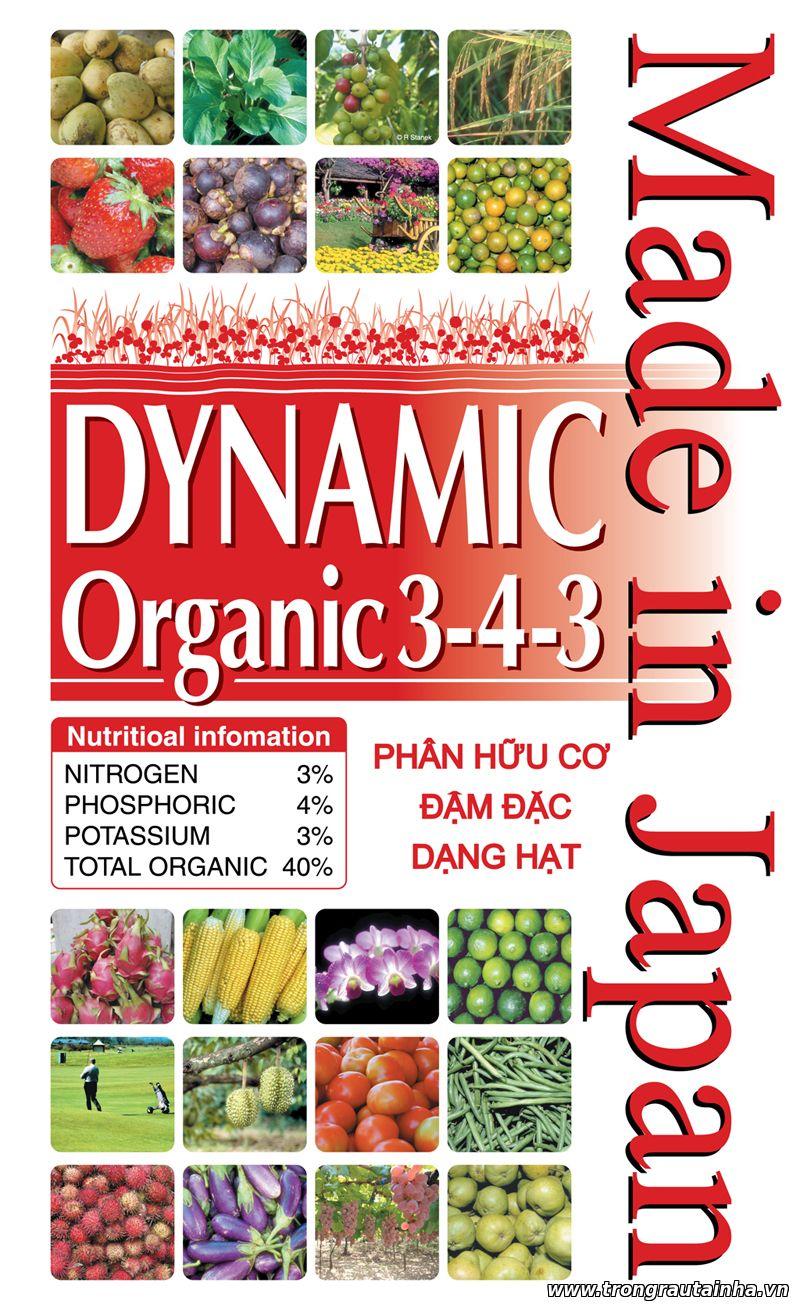 © R Stanek
DYNAMIC
Organic 3-4-3
Made in Japan
Nutritioal infomation
NITROGEN 3%
PHOSPHORIC 4%
POTASSIUM 3%
TOTAL ORGANIC 40%
PHÂN HỮU CƠ
ĐẬM ĐẶC
DẠNG HẠT
www.trongrautainha.vn